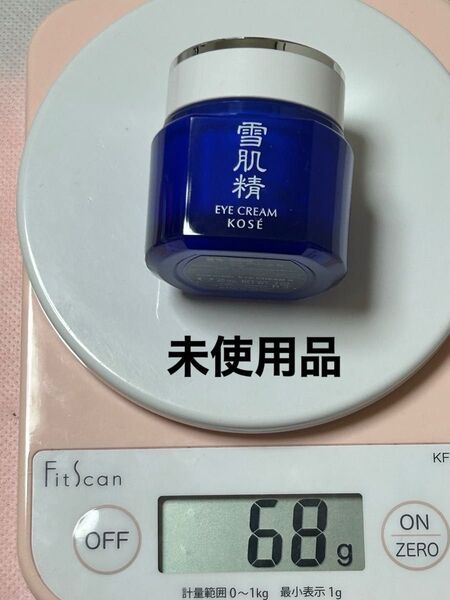 雪肌精
EYE CREAM
KOSÉ
未使用品
FitScan
KF
OFF
68g
ON
ZERO
計量範囲 0〜1kg 最小表示 1g